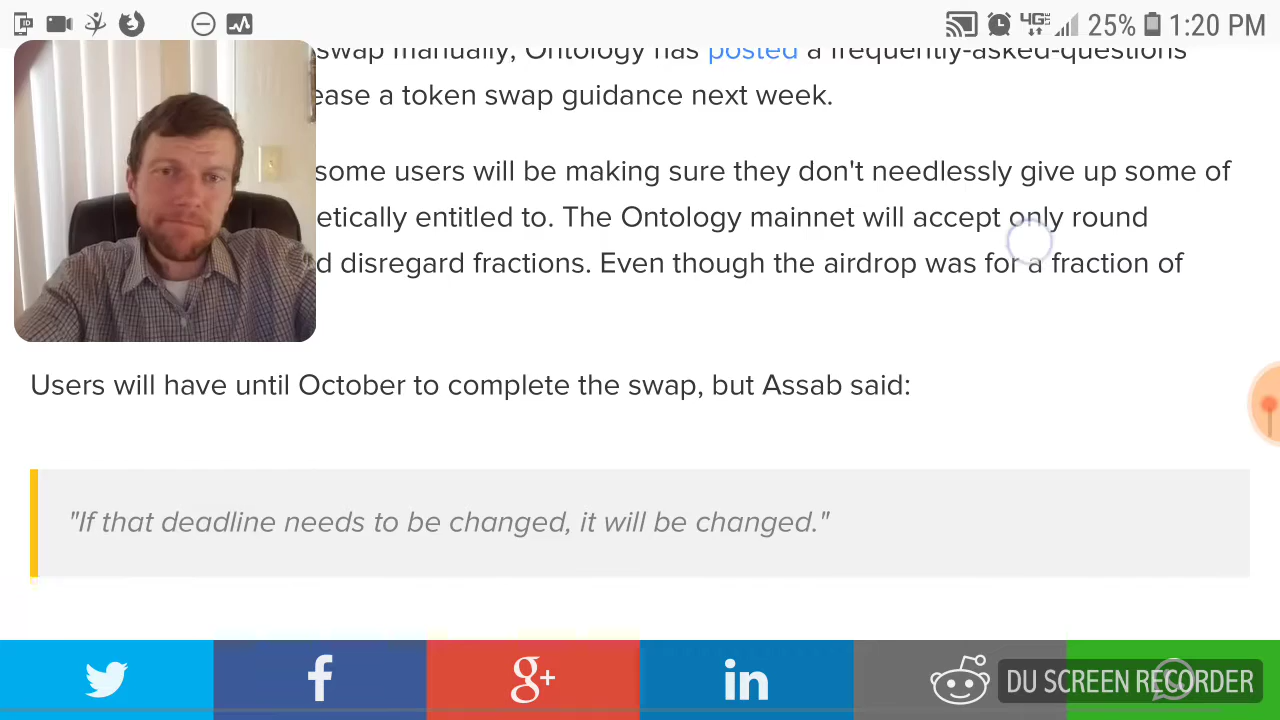 25% 1:20 PM
swap manually, Ontology has posted a frequently-asked-questions
ease a token swap guidance next week.
some users will be making sure they don't needlessly give up some of
etically entitled to. The Ontology mainnet will accept only round
d disregard fractions. Even though the airdrop was for a fraction of
Users will have until October to complete the swap, but Assab said:
"If that deadline needs to be changed, it will be changed."
DU SCREEN RECORDER